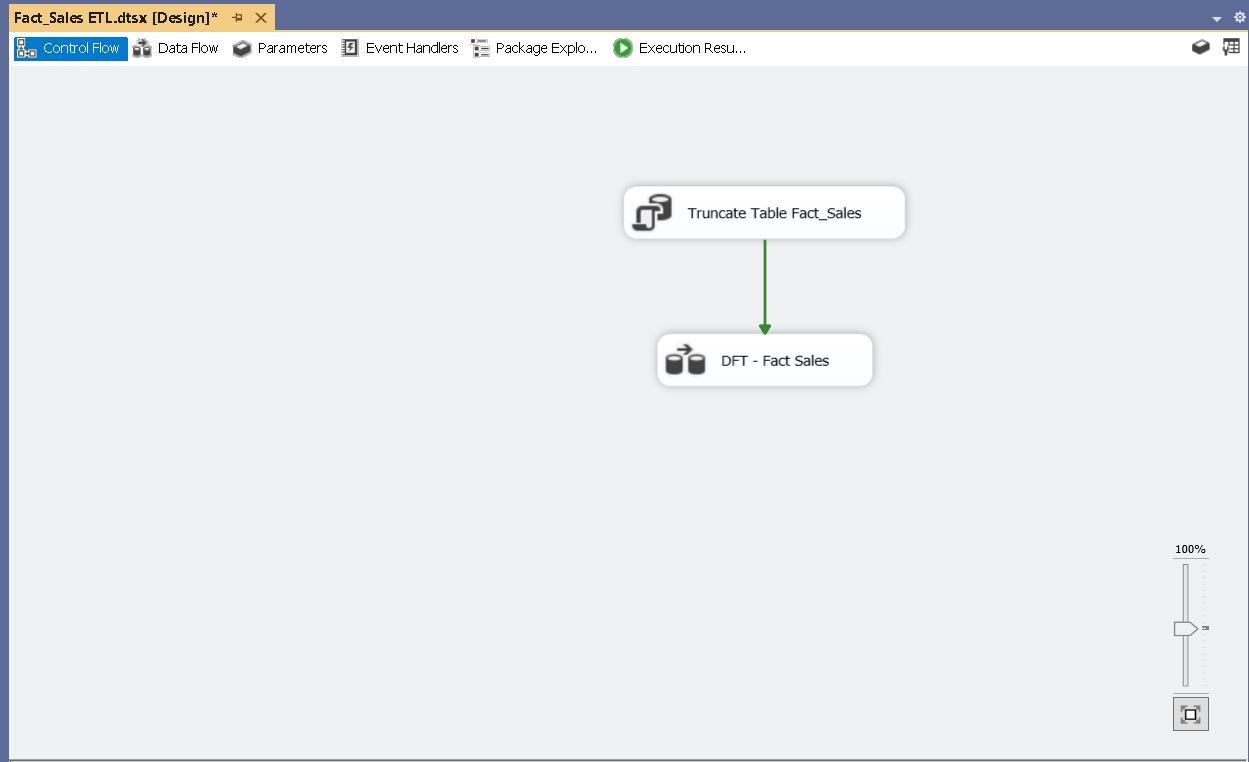 Fact_Sales ETL.dtsx [Design]*
Control Flow Data Flow Parameters Event Handlers Package Explo... Execution Resu...
Truncate Table Fact_Sales
DFT - Fact Sales
100%